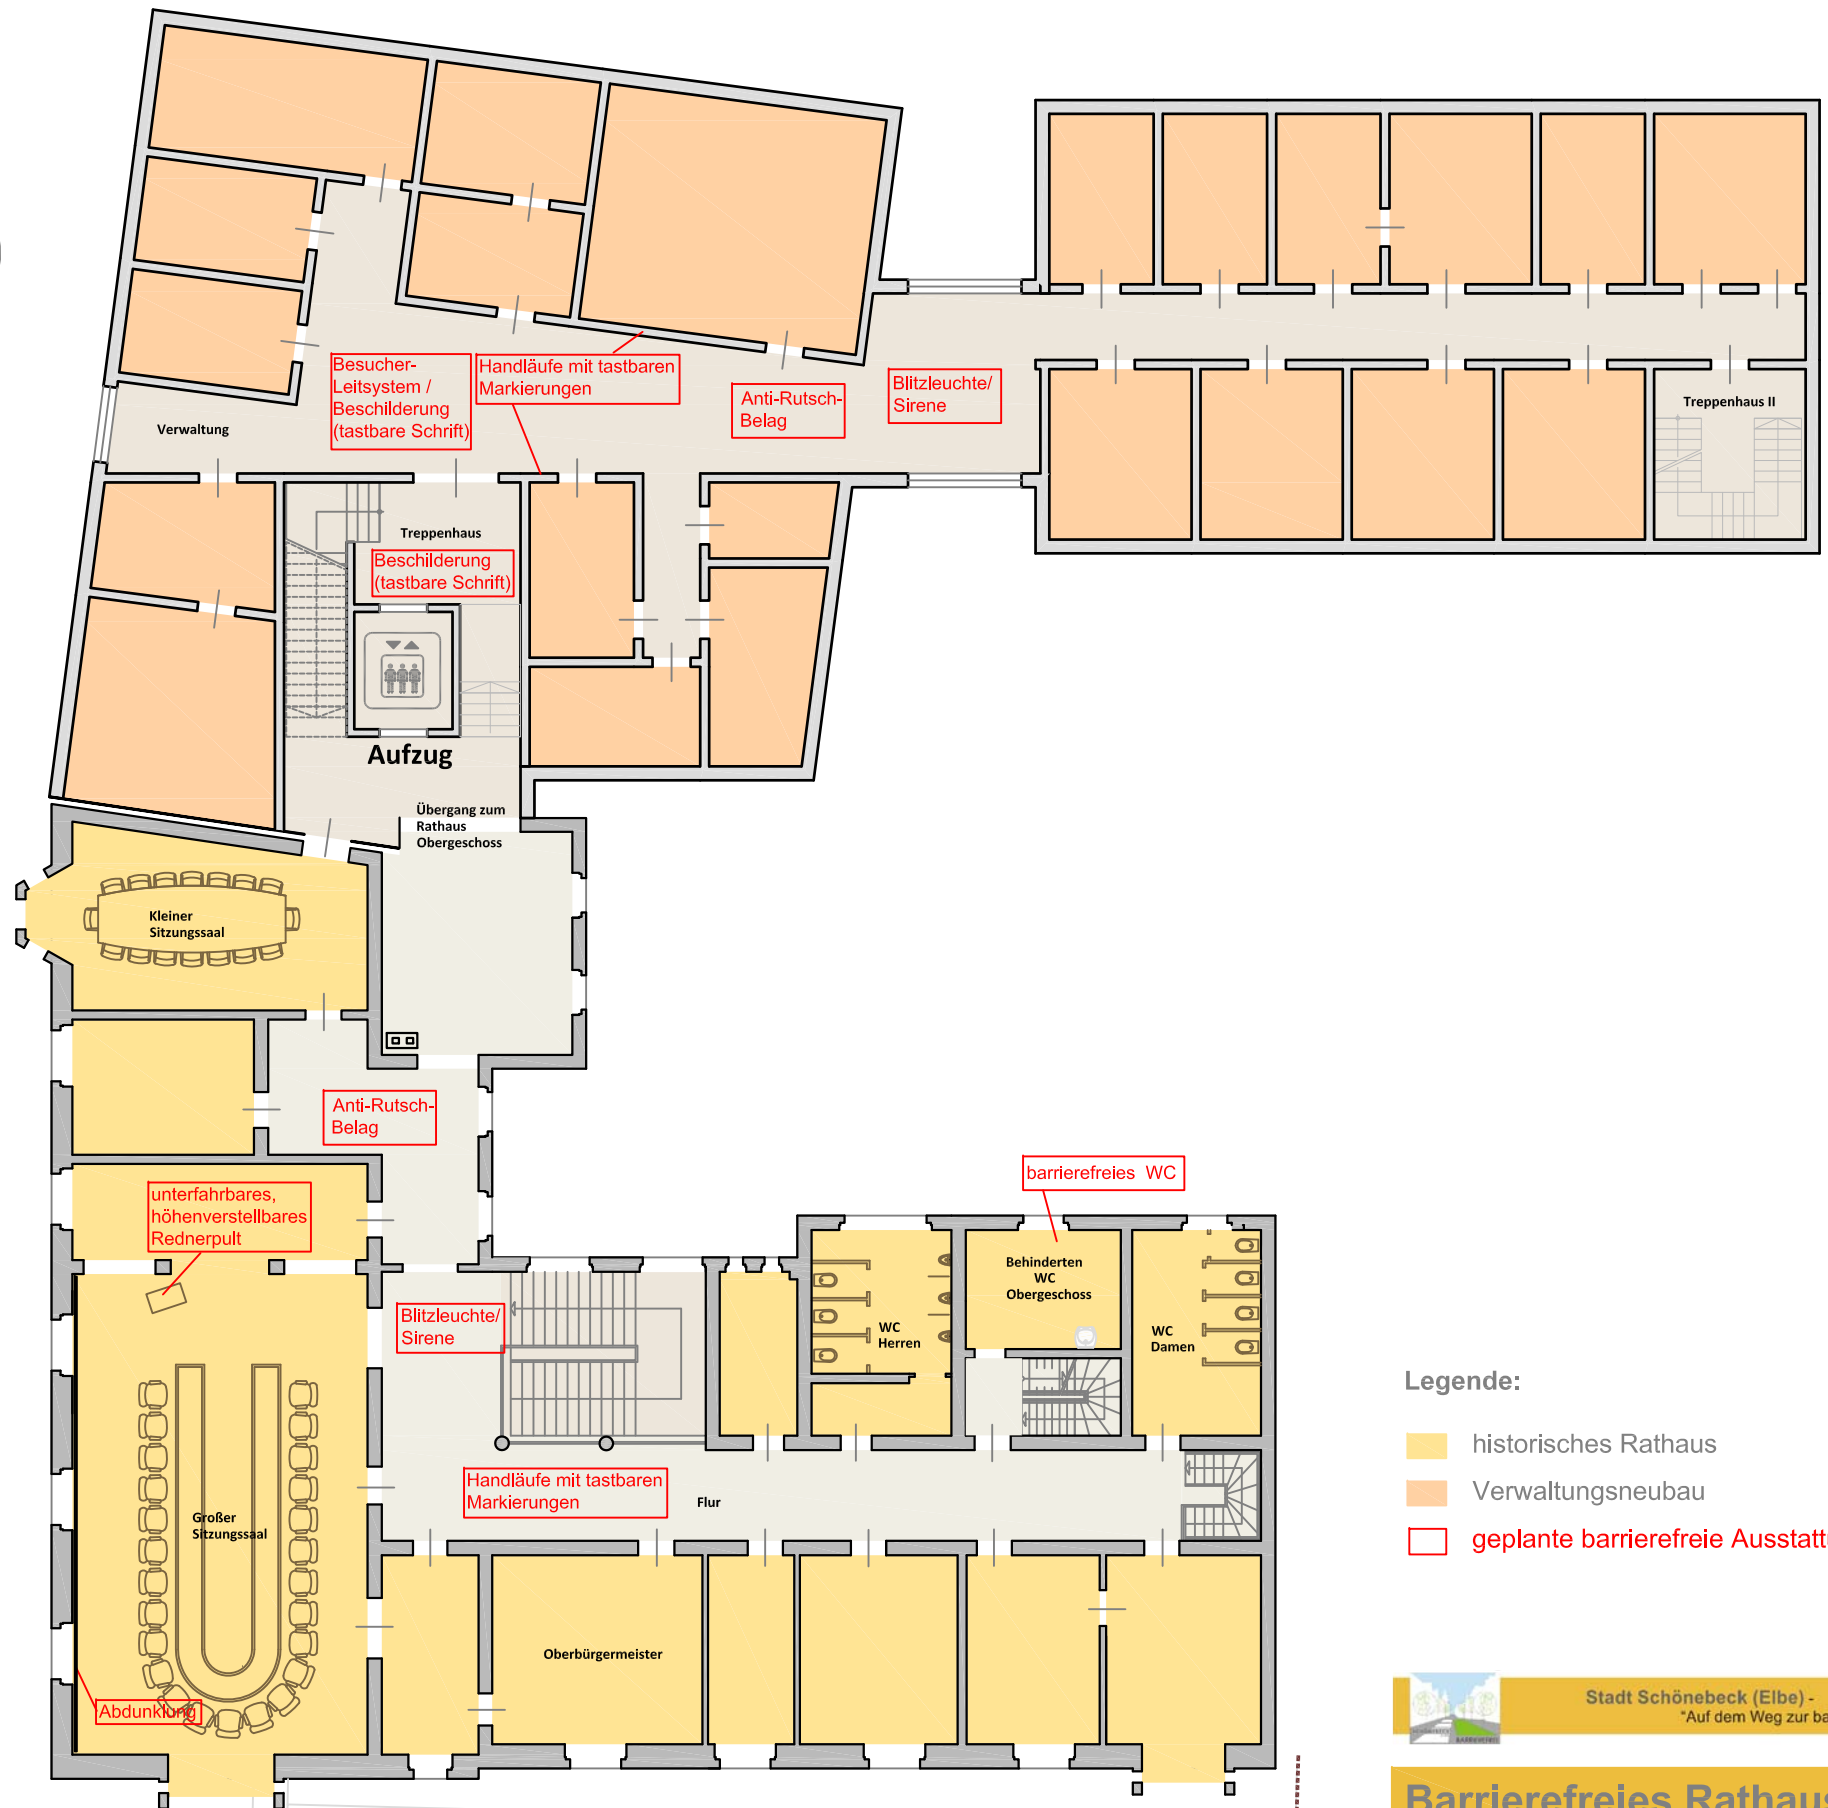 Besucher-
Leitsystem /
Beschilderung
(tastbare Schrift)
Handläufe mit tastbaren
Markierungen
Anti-Rutsch-
Belag
Blitzleuchte/
Sirene
Verwaltung
Treppenhaus II
Treppenhaus
Beschilderung
(tastbare Schrift)
Aufzug
Übergang zum
Rathaus
Obergeschoss
Kleiner
Sitzungssaal
Anti-Rutsch-
Belag
barrierefreies WC
unterfahrbares,
höhenverstellbares
Rednerpult
Behinderten
WC
Obergeschoss
Blitzleuchte/
Sirene
WC
Herren
WC
Damen
Handläufe mit tastbaren
Markierungen
Flur
Großer
Sitzungssaal
Oberbürgermeister
Abdunklung
Legende:
historisches Rathaus
Verwaltungsneubau
geplante barrierefreie
Stadt Schönebeck (Elbe) -
"Auf dem Weg zur
Barrierefreies Rathaus